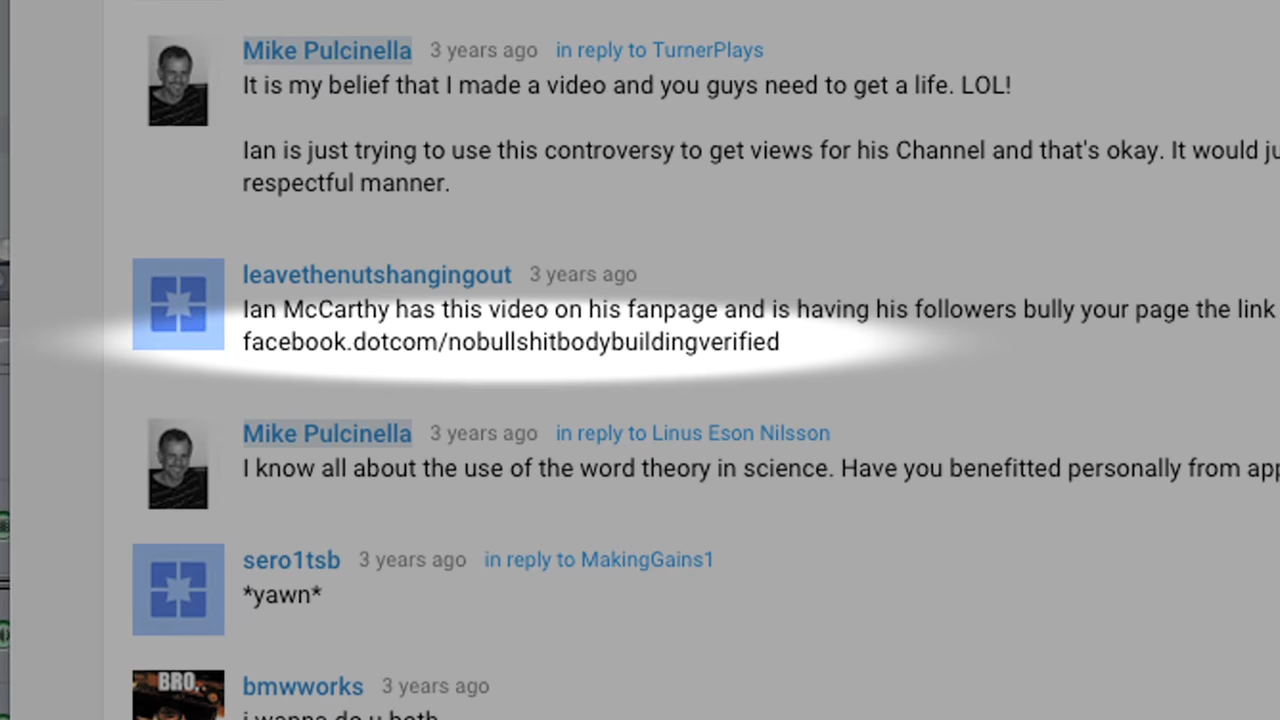 Mike Pulcinella 3 years ago in reply to TurnerPlays
It is my belief that I made a video and you guys need to get a life. LOL!
Ian is just trying to use this controversy to get views for his Channel and that's okay. It would
respectful manner.
leavethenutshangingout 3 years ago
Ian McCarthy has this video on his fanpage and is having his followers bully your page the link
facebook.dotcom/nobullshitbodybuildingverified
Mike Pulcinella 3 years ago in reply to Linus Eson Nilsson
I know all about the use of the word theory in science. Have you benefitted personally from
sero1tsb 3 years ago in reply to MakingGains1
*yawn*
BRO,
bmwworks 3 years ago
i wanna do u both